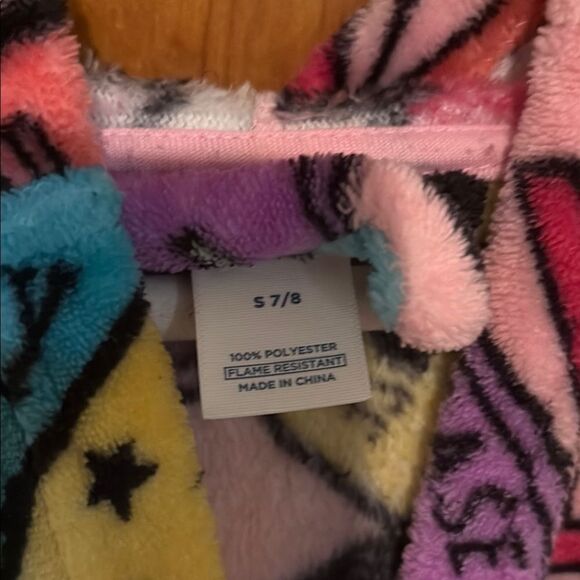 S 7/8
100% POLYESTER
FLAME RESISTANT
MADE IN CHINA